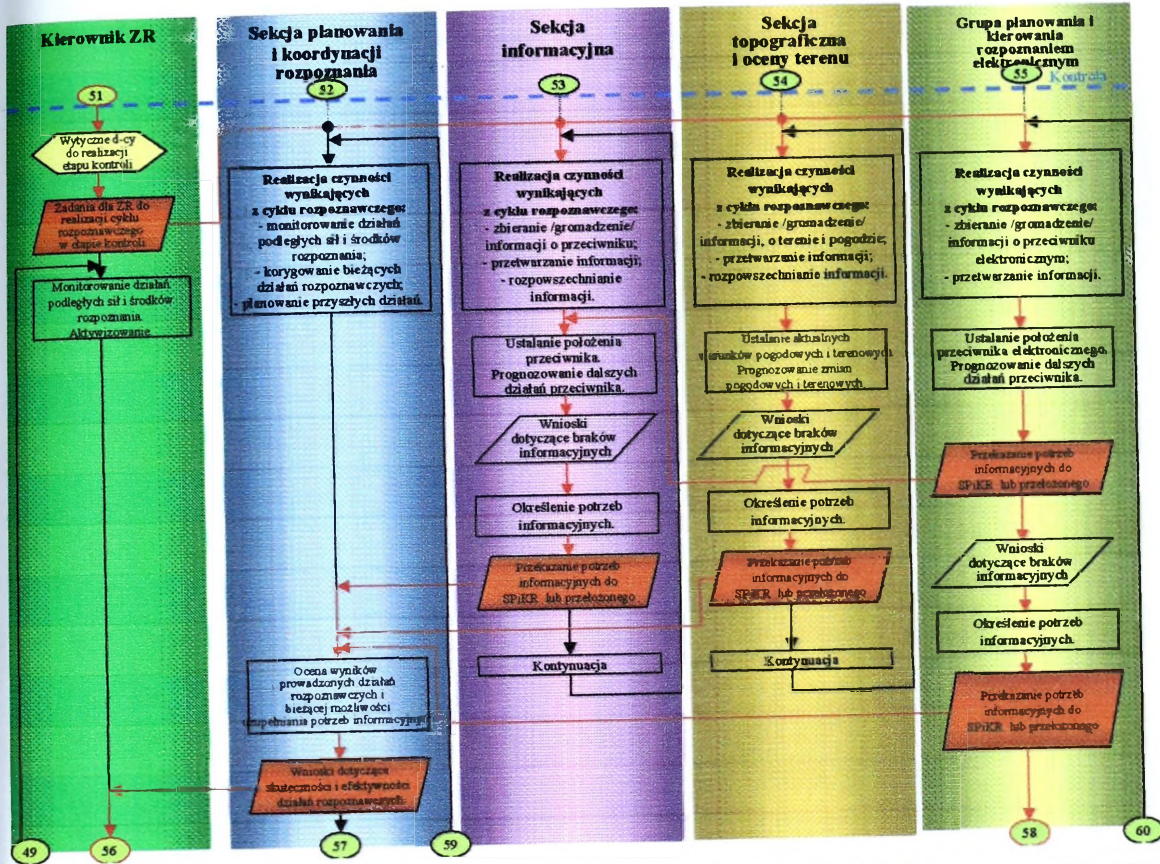 Kierownik ZR
51
Wytyczne d-cy
do realizacji
etapu kontroli
Zadania dla ZR do
realizacji cyklu
rozpoznawczego
w etapie kontroli
Monitorowanie działań
podległych sił i środków
rozpoznania.
Aktywizowanie
49
56
Sekcja planowania
i koordynacji
rozpoznania
52
Realizacja czynności
wynikających
z cyklu rozpoznawczego:
- monitorowanie działań
podległych sił i środków
rozpoznania;
- korygowanie bieżących
działań rozpoznawczych;
- planowanie przyszłych działań.
Ocena wyników
prowadzonych działań
rozpoznawczych i
bieżącej możliwości
uzupełniania potrzeb informacyjnych
Wnioski dotyczące
skuteczności i efektywności
działań rozpoznawczych.
57
59
Sekcja
informacyjna
53
Realizacja czynności
wynikających
z cyklu rozpoznawczego:
- zbieranie /gromadzenie/
informacji o przeciwniku;
- przetwarzanie informacji;
- rozpowszechnianie
informacji.
Ustalanie położenia
przeciwnika.
Prognozowanie dalszych
działań przeciwnika.
Wnioski
dotyczące braków
informacyjnych
Określenie potrzeb
informacyjnych.
Przekazanie potrzeb
informacyjnych do
SPiKR lub przełożonego
Kontynuacja
Sekcja
topograficzna
i oceny terenu
54
Realizacja czynności
wynikających
z cyklu rozpoznawczego:
- zbieranie /gromadzenie/
informacji, o terenie i pogodzie;
- przetwarzanie informacji;
- rozpowszechnianie informacji.
Ustalanie aktualnych
warunków pogodowych i terenowych
Prognozowanie zmian
pogodowych i terenowych.
Wnioski
dotyczące braków
informacyjnych
Określenie potrzeb
informacyjnych.
Przekazanie potrzeb
informacyjnych do
SPiKR lub przełożonego
Kontynuacja
Grupa planowania i
kierowania
rozpoznaniem
elektronicznym
55
Kontrola
Realizacja czynności
wynikających
z cyklu rozpoznawczego:
- zbieranie /gromadzenie/
informacji o przeciwniku
elektronicznym;
- przetwarzanie informacji.
Ustalanie położenia
przeciwnika elektronicznego.
Prognozowanie dalszych
działań przeciwnika.
Przekazanie potrzeb
informacyjnych do
SPiKR lub przełożonego
Wnioski
dotyczące braków
informacyjnych
Określenie potrzeb
informacyjnych.
Przekazanie potrzeb
informacyjnych do
SPiKR lub przełożonego
58
60